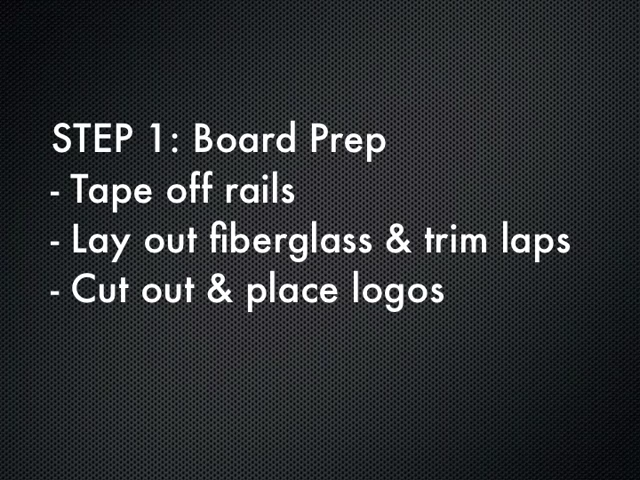 STEP 1: Board Prep
- Tape off rails
- Lay out fiberglass & trim laps
- Cut out & place logos